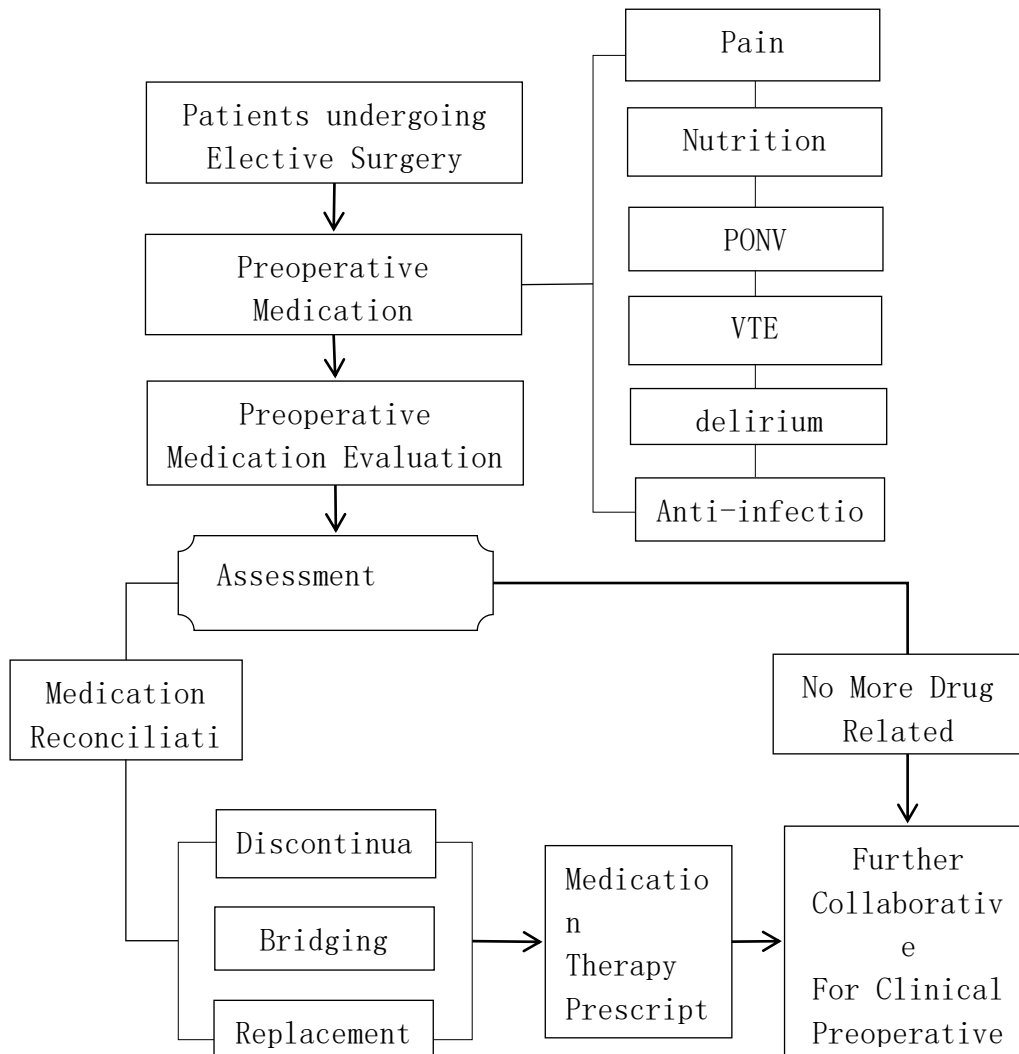 Pain
Patients undergoing
Elective Surgery
Nutrition
PONV
Preoperative
Medication
VTE
Preoperative
Medication Evaluation
delirium
Anti-infectio
Assessment
Medication
Reconciliati
No More Drug
Related
Discontinua
Bridging
Replacement
Medicatio
n
Therapy
Prescript
Further
Collaborativ
e
For Clinical
Preoperative